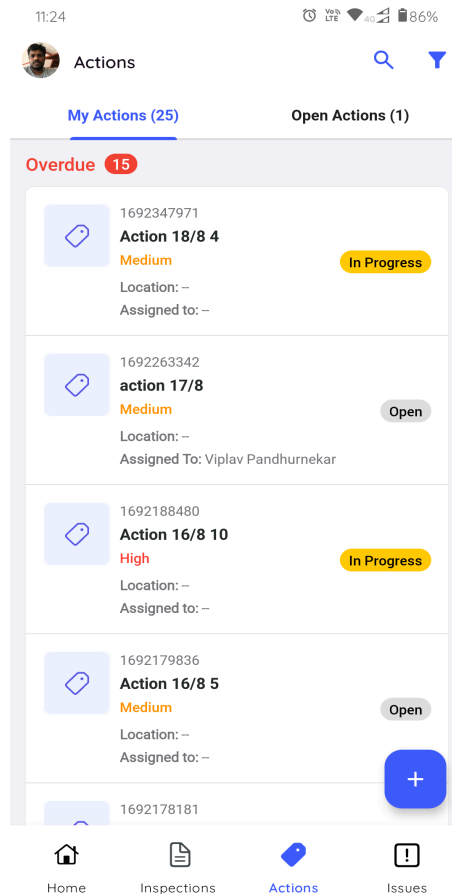 11:24
Vo) LTE 4G 86%
Actions
My Actions (25) Open Actions (1)
Overdue 15
1692347971
Action 18/8 4
Medium
In Progress
Location: --
Assigned to: --
1692263342
action 17/8
Medium
Open
Location: --
Assigned To: Viplav Pandhurnekar
1692188480
Action 16/8 10
High
In Progress
Location: --
Assigned to: --
1692179836
Action 16/8 5
Medium
Open
Location: --
Assigned to: --
+
1692178181
Home Inspections Actions Issues